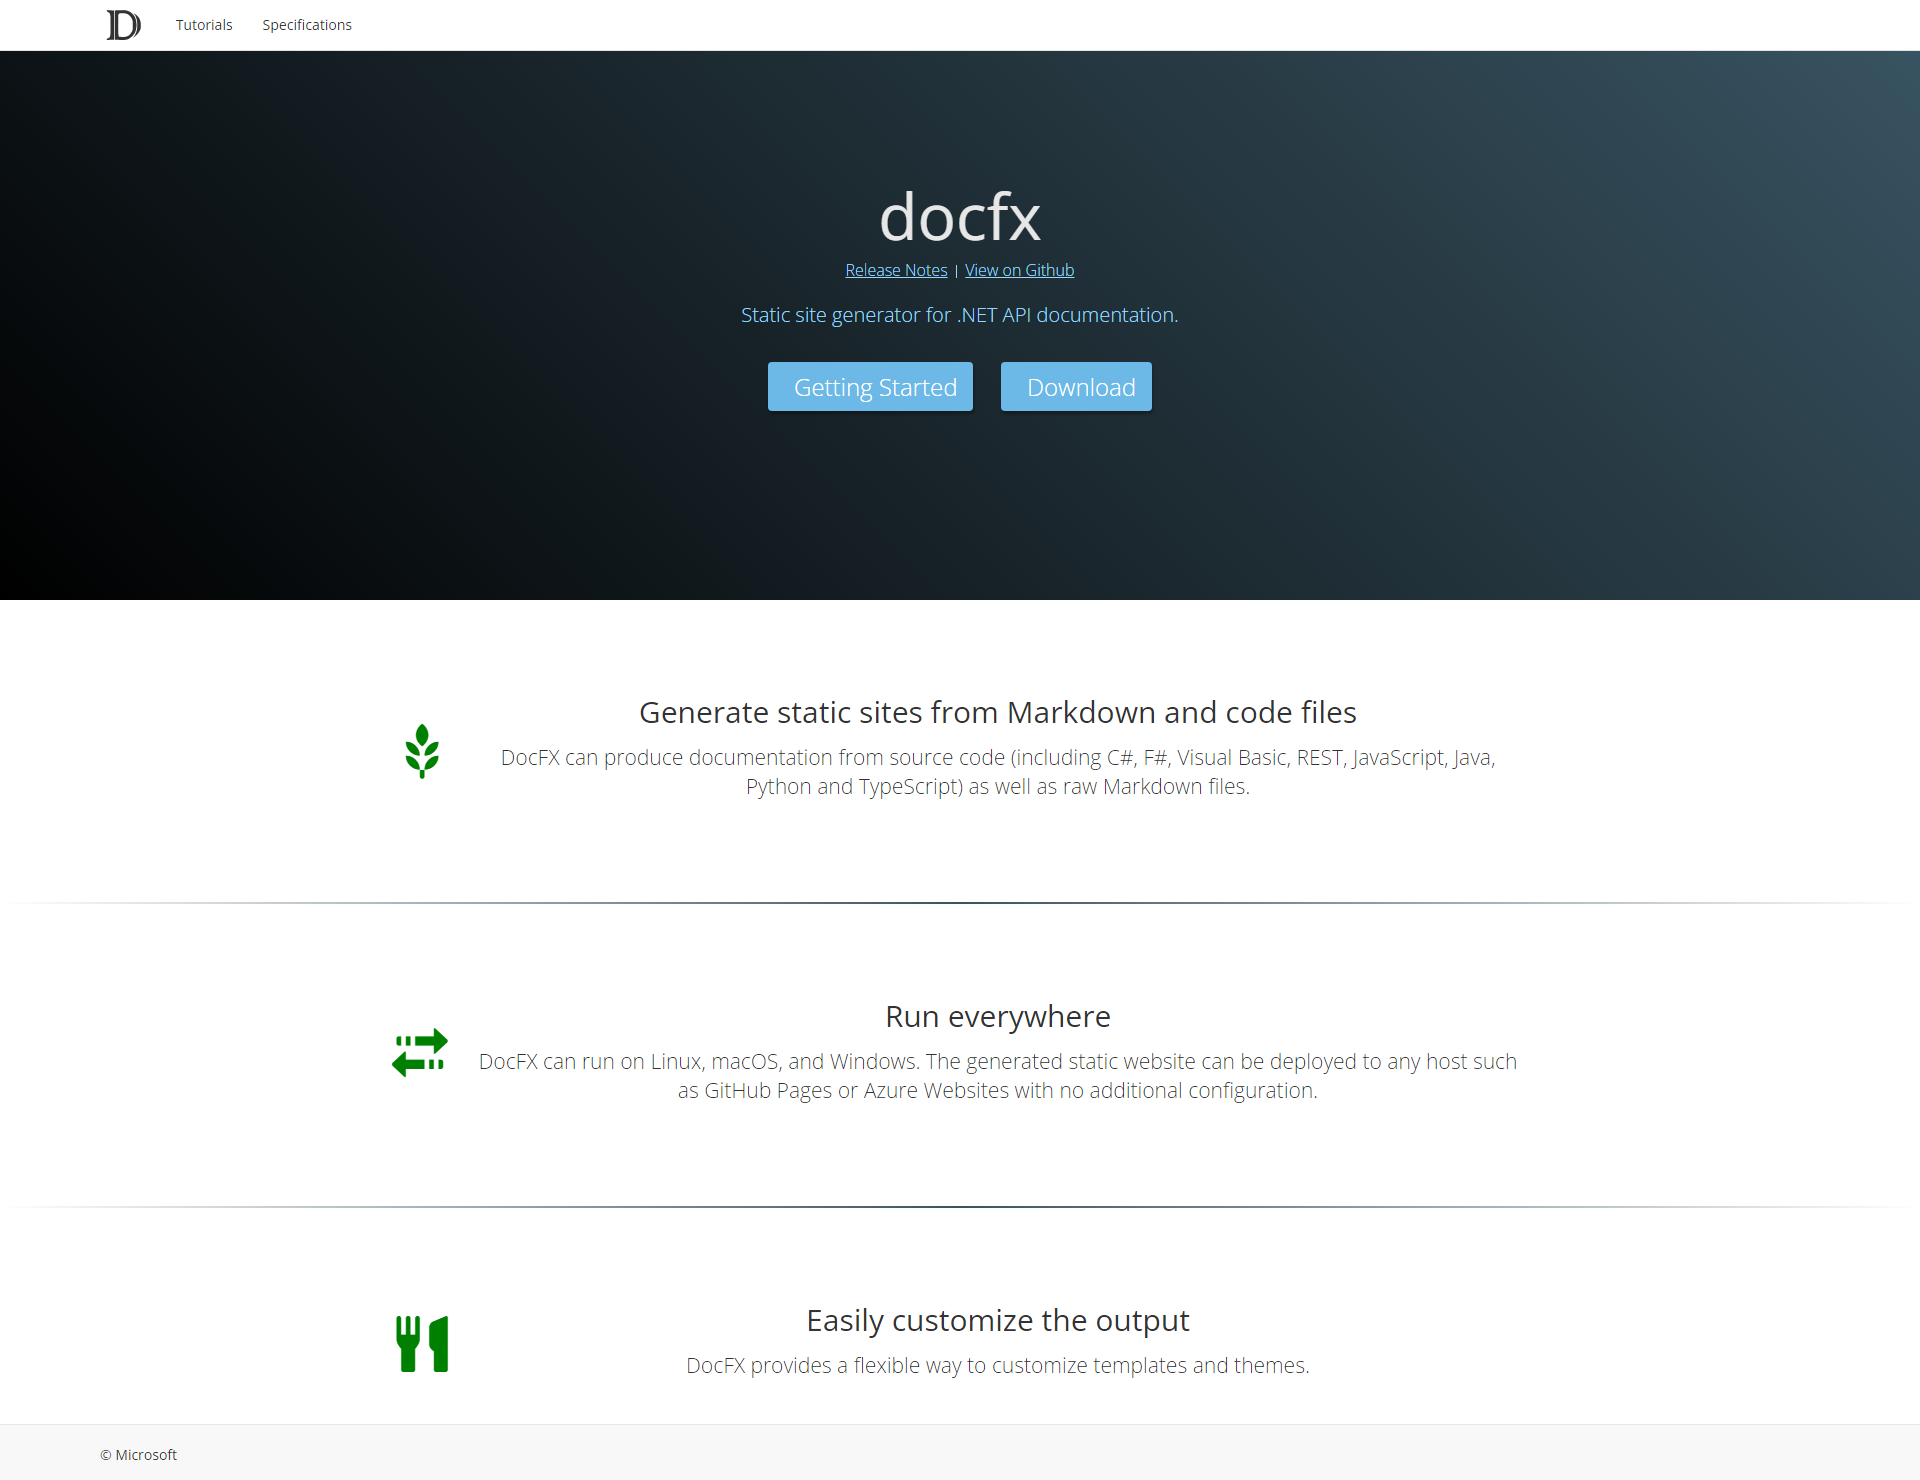 D
Tutorials Specifications
docfx
Release Notes | View on Github
Static site generator for .NET API documentation.
Getting Started Download
Generate static sites from Markdown and code files
DocFX can produce documentation from source code (including C#, F#, Visual Basic, REST, JavaScript, Java,
Python and TypeScript) as well as raw Markdown files.
Run everywhere
DocFX can run on Linux, macOS, and Windows. The generated static website can be deployed to any host such
as GitHub Pages or Azure Websites with no additional configuration.
Easily customize the output
DocFX provides a flexible way to customize templates and themes.
© Microsoft